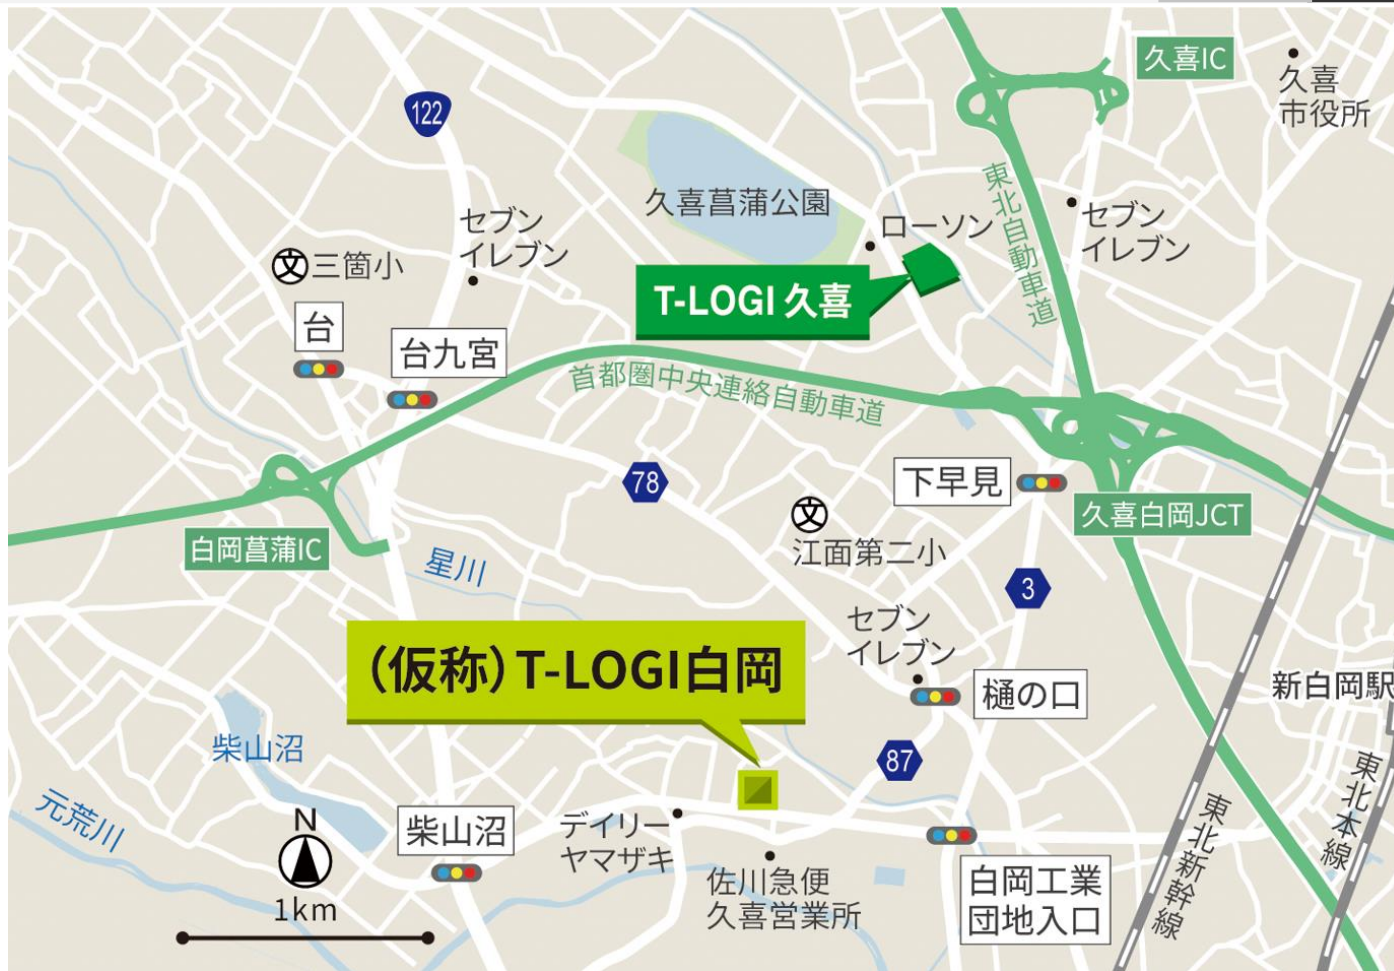 久喜IC
久喜
市役所
122
東北自動車道
久喜菖蒲公園
セブン
イレブン
ローソン
セブン
イレブン
文三箇小
T-LOGI 久喜
台
台九宮
首都圏中央連絡自動車道
78
下早見
文
江面第二小
久喜白岡JCT
白岡菖蒲IC
星川
3
セブン
イレブン
(仮称)T-LOGI白岡
樋の口
新白岡駅
柴山沼
87
元荒川
N
1km
柴山沼
デイリー
ヤマザキ
佐川急便
久喜営業所
白岡工業
団地入口
東北新幹線
東北本線